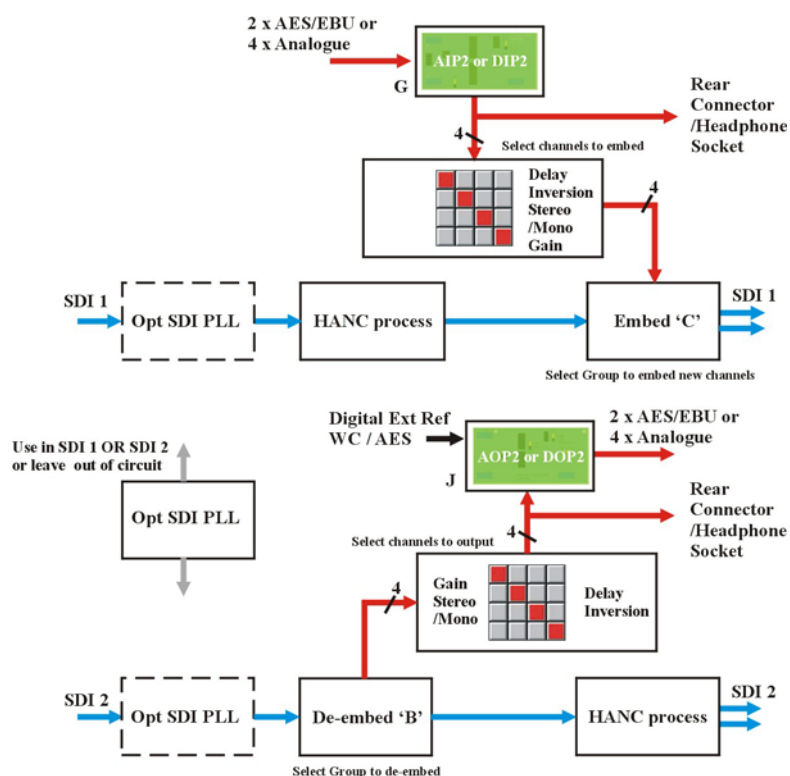 2 x AES/EBU or
4 x Analogue
AIP2 or DIP2
G
Rear
Connector
/Headphone
Socket
4
Select channels to embed
Delay
Inversion
Stereo
/Mono
Gain
4
SDI 1
Opt SDI PLL
HANC process
Embed ‘C’
SDI 1
Select Group to embed new channels
Digital Ext Ref
WC / AES
AOP2 or DOP2
J
2 x AES/EBU or
4 x Analogue
Use in SDI 1 OR SDI 2
or leave out of circuit
Opt SDI PLL
Rear
Connector
/Headphone
Socket
4
Select channels to output
Gain
Stereo
/Mono
Delay
Inversion
4
SDI 2
Opt SDI PLL
De-embed ‘B’
HANC process
SDI 2
Select Group to de-embed